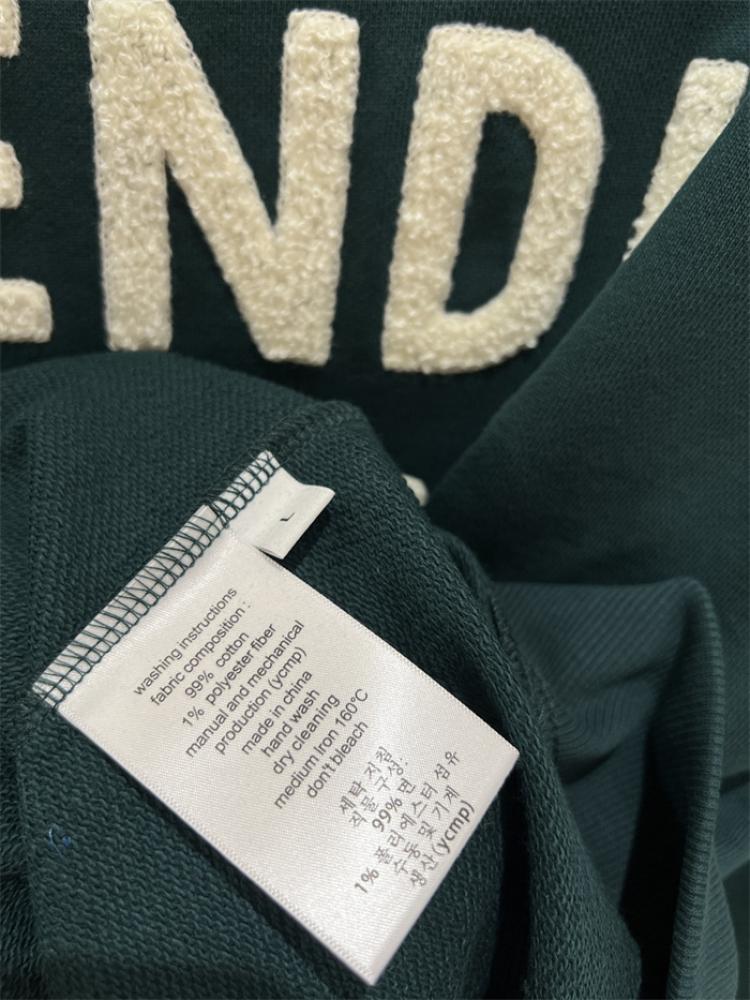 END
L
washing instructions
fabric composition :
99% cotton
1% polyester fiber
manual and mechanical
production (ycmp)
made in china
hand wash
dry cleaning
medium Iron 160°C
don't bleach
세탁 지침:
직물 구성:
99% 면
1% 폴리에스터 섬유
수동 및 기계
생산 (ycmp)